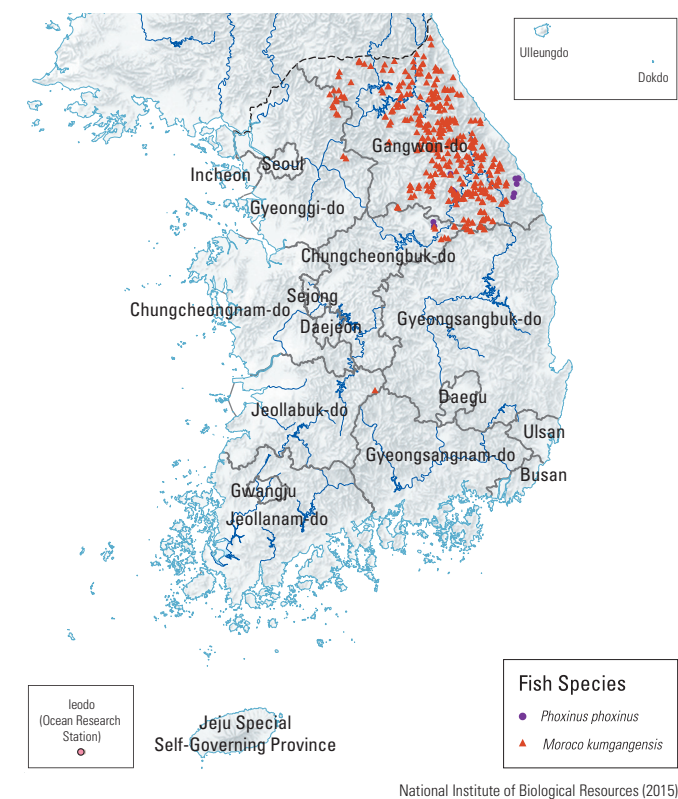 Ulleungdo
Dokdo
Gangwon-do
Seoul
Incheon
Gyeonggi-do
Chungcheongbuk-do
Sejong
Chungcheongnam-do
Daejeon
Gyeongsangbuk-do
Daegu
Jeollabuk-do
Ulsan
Gyeongsangnam-do
Busan
Gwangju
Jeollanam-do
Ieodo
(Ocean Research
Station)
Jeju Special
Self-Governing Province
Fish Species
Phoxinus phoxinus
Moroco kumgangensis
National Institute of Biological Resources (2015)